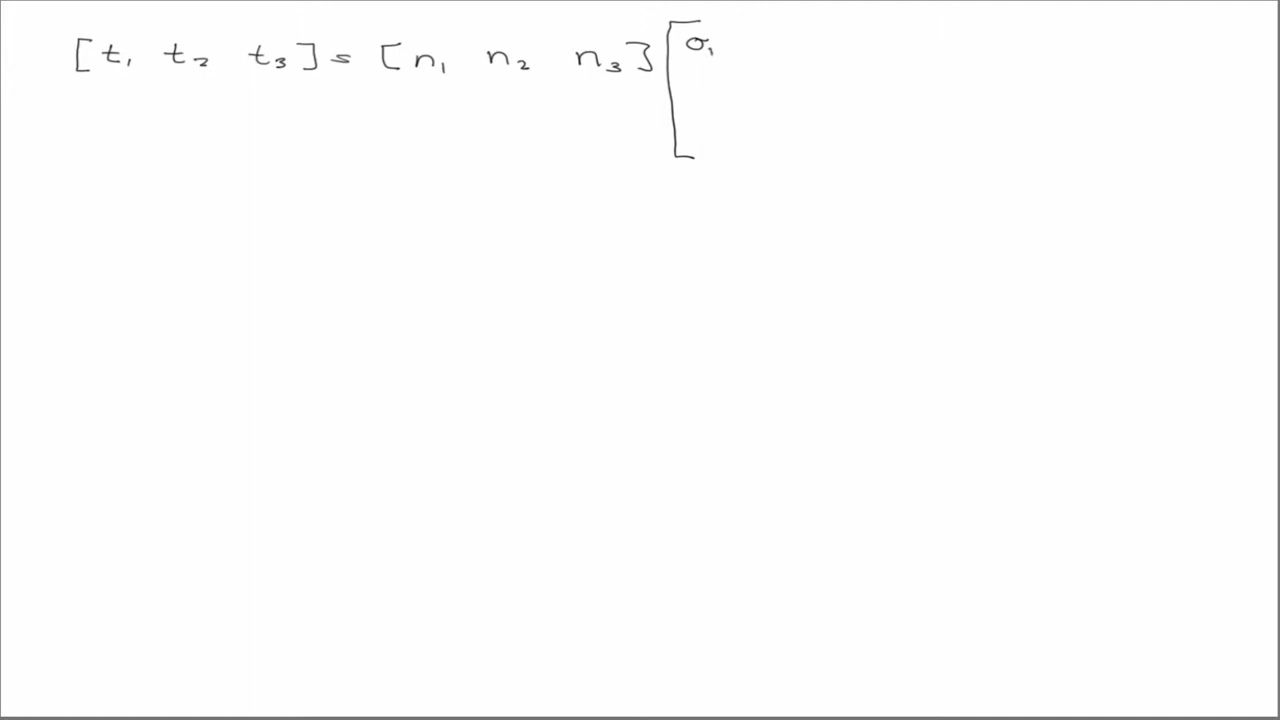 [t₁ t₂ t₃] = [n₁ n₂ n₃] [σ₁